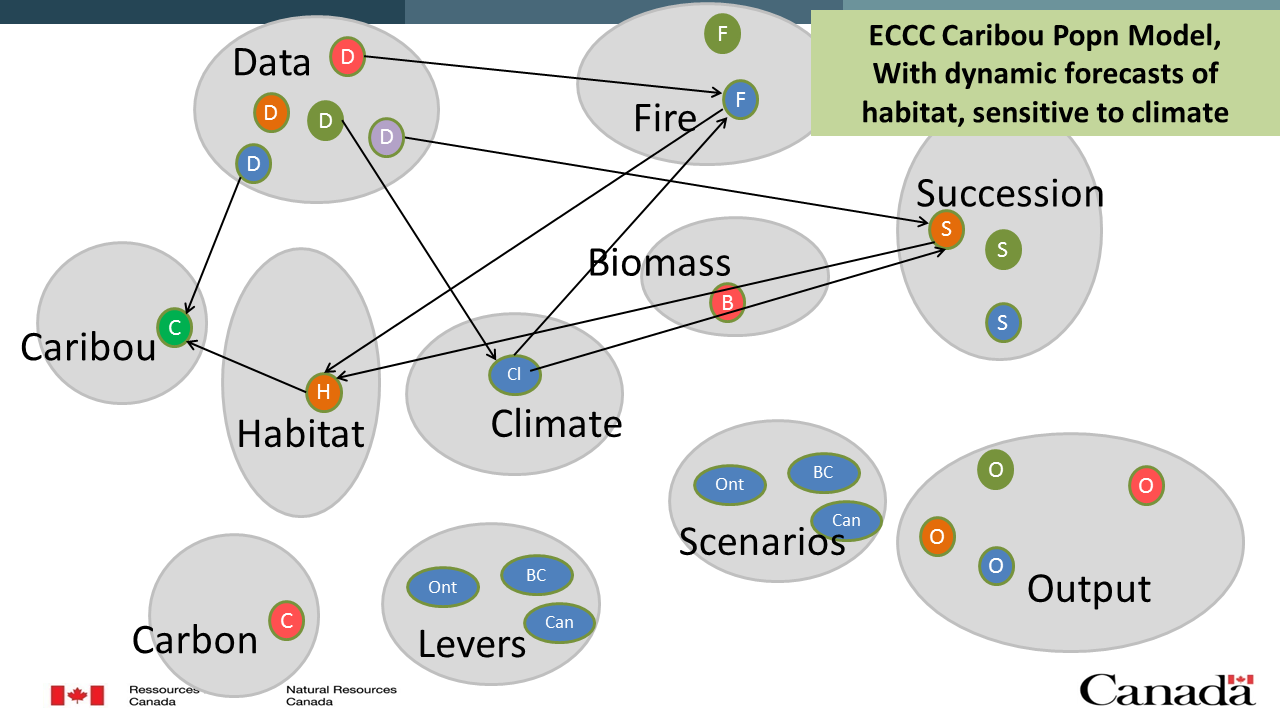 ECCC Caribou Popn Model,
With dynamic forecasts of
habitat, sensitive to climate
Data
D
D
D
D
D
Fire
F
F
Succession
S
S
S
Biomass
B
Caribou
C
Habitat
H
Climate
Cl
Scenarios
Ont
BC
Can
Output
O
O
O
O
Carbon
C
Levers
Ont
BC
Can
Ressources
Canada
Natural Resources
Canada
Canada